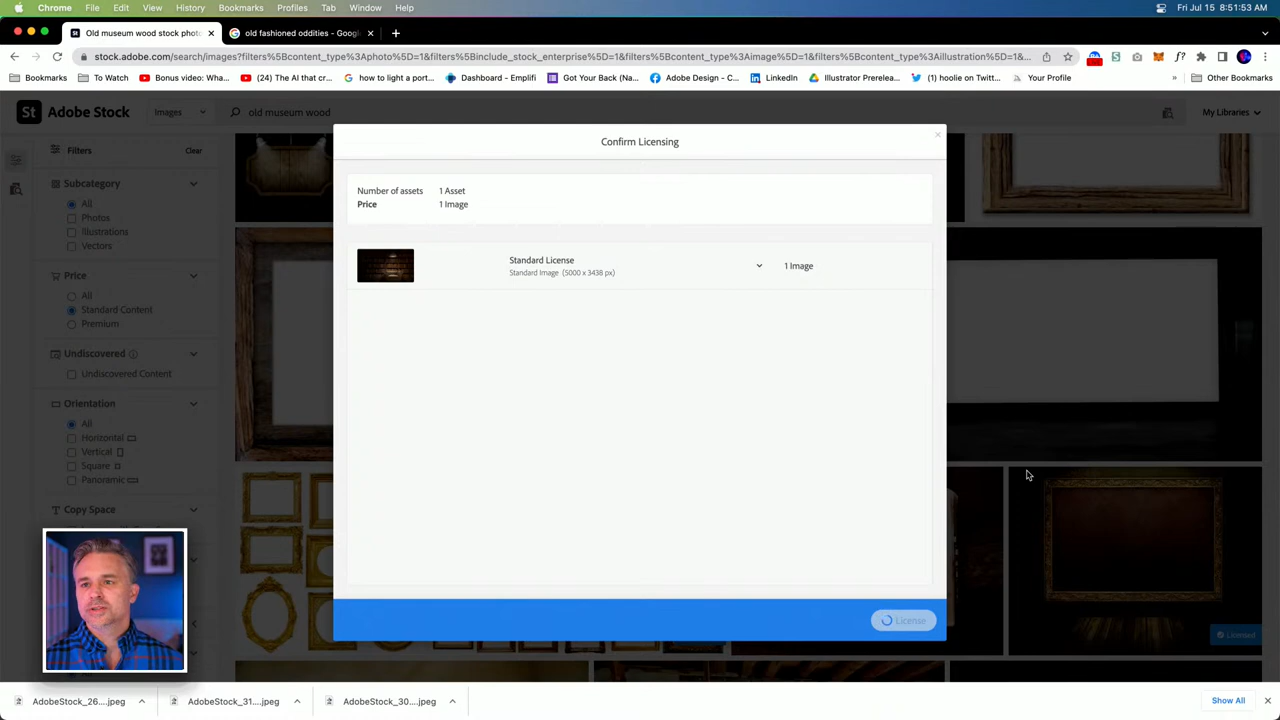 Chrome File Edit View History Bookmarks Profiles Tab Window Help
Fri Jul 15 8:51:53 AM
Old museum wood stock photo
old fashioned oddities - Googl
stock.adobe.com/search/images?filters%5Bcontent_type%3Aphoto%5D=1&filters%5Binclude_stock_enterprise%5D=1&filters%5Bcontent_type%3Aimage%5D=1&filters%5Bcontent_type%3Aillustration%5D=1&...
Bookmarks
To Watch
Bonus video: The...
(24) The AI that cr...
how to light a port...
Dashboard - Emplifi
Got Your Back (Na...
Adobe Design - C...
LinkedIn
Illustrator Prerelea...
(1) @hoolie on Twitt...
Your Profile
Other Bookmarks
St Adobe Stock
Images
old museum wood
My Libraries
Filters
Clear
Subcategory
All
Photos
Illustrations
Vectors
Price
All
Standard Content
Premium
Undiscovered
Undiscovered Content
Orientation
All
Horizontal
Vertical
Square
Panoramic
Copy Space
Confirm Licensing
Number of assets 1 Asset
Price 1 Image
Standard License
Standard Image (5000 x 3438 px)
1 Image
License
Licensed
AdobeStock_26....jpeg
AdobeStock_31....jpeg
AdobeStock_30....jpeg
Show All